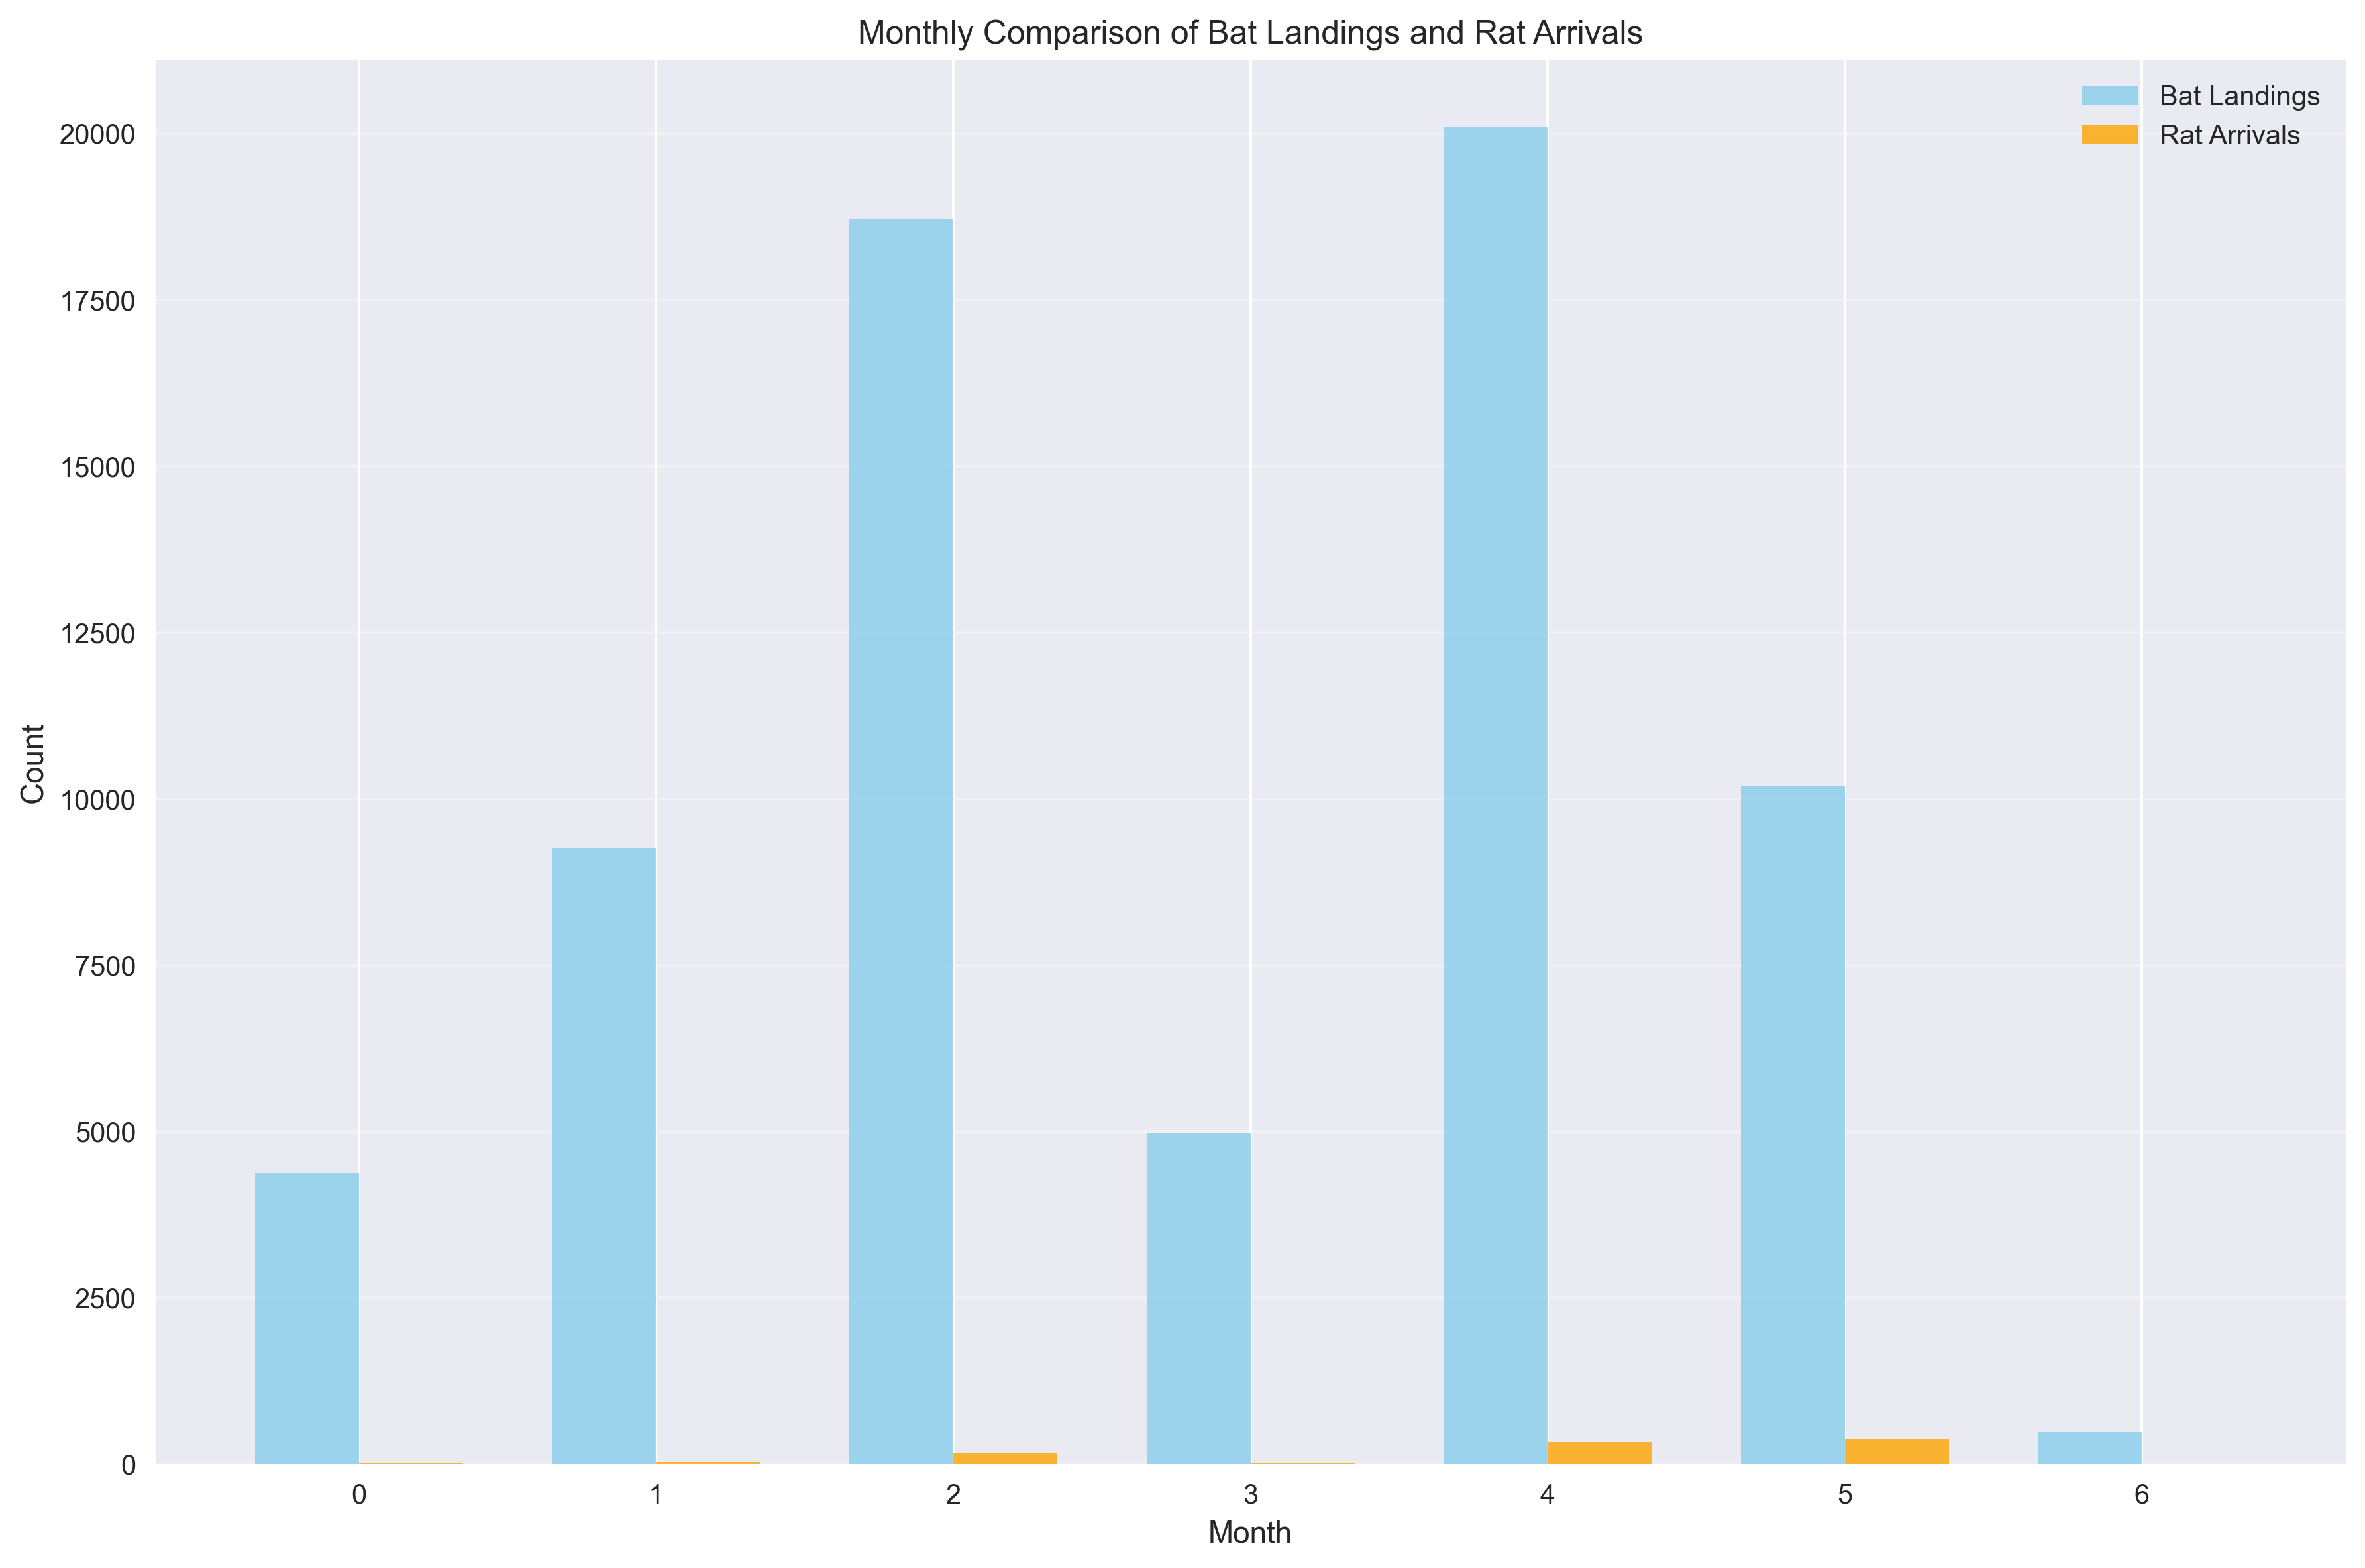 Monthly Comparison of Bat Landings and Rat Arrivals
Bat Landings
Rat Arrivals
20000
17500
15000
12500
10000
7500
5000
2500
0
Count
0 1 2 3 4 5 6
Month